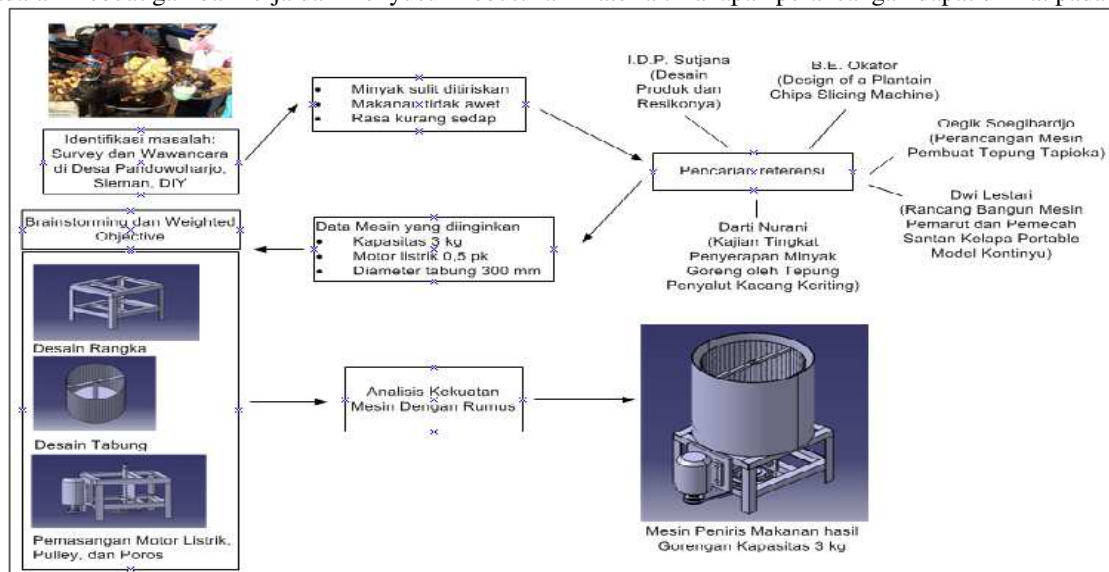 Identifikasi masalah:
Survey dan Wawancara
di Desa Pandowoharjo,
Sleman, DIY
Minyak sulit ditiriskan
Makanan tidak awet
Rasa kurang sedap
I.D.P. Sutjana
(Desain
Produk dan
Resikonya)
B.E. Okafor
(Design of a Plantain
Chips Slicing Machine)
Oegik Soegihardjo
(Perancangan Mesin
Pembuat Tepung Tapioka)
Pencarian referensi
Dwi Lestari
(Rancang Bangun Mesin
Pemarut dan Pemecah
Santan Kelapa Portable
Model Kontinyu)
Darti Nurani
(Kajian Tingkat
Penyerapan Minyak
Goreng oleh Tepung
Penyalut Kacang Keriting)
Data Mesin yang diinginkan
Kapasitas 3 kg
Motor listrik 0,5 pk
Diameter tabung 300 mm
Brainstorming dan Weighted
Objective
Desain Rangka
Desain Tabung
Pemasangan Motor Listrik,
Pulley, dan Poros
Analisis Kekuatan
Mesin Dengan Rumus
Mesin Peniris Makanan hasil
Gorengan Kapasitas 3 kg